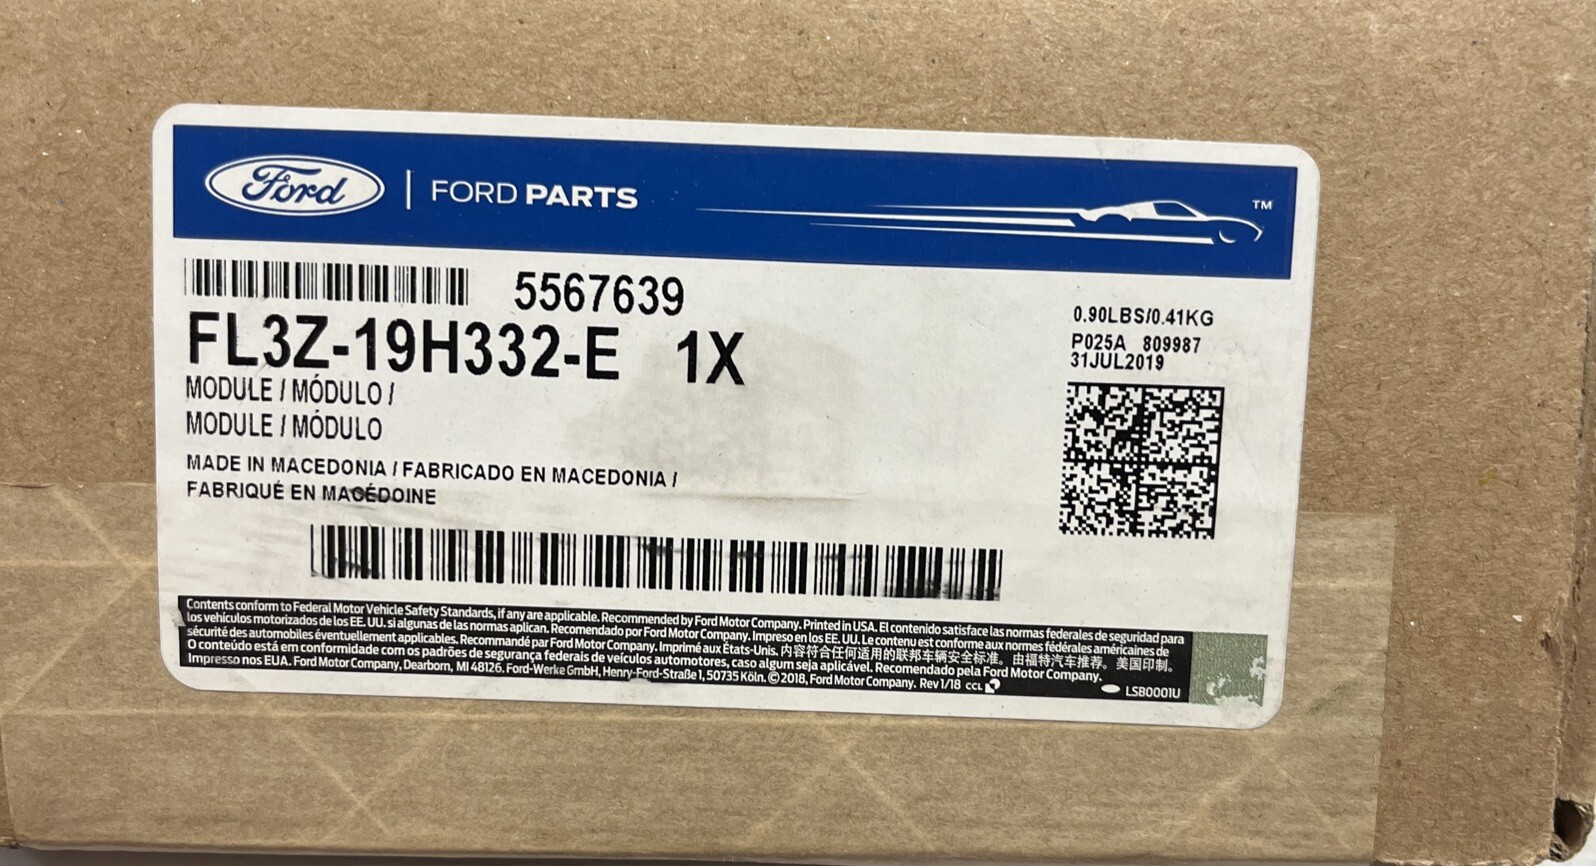 Ford | FORD PARTS
TM
5567639
FL3Z-19H332-E 1X
MODULE / MÓDULO /
MODULE / MÓDULO
MADE IN MACEDONIA / FABRICADO EN MACEDONIA /
FABRIQUÉ EN MACÉDOINE
0.90LBS/0.41KG
P025A 809987
31JUL2019
Contents conform to Federal Motor Vehicle Safety Standards, if any are applicable. Recommended by Ford Motor Company. Printed in USA. El contenido satisface las normas federales de seguridad para
los vehículos motorizados de los EE. UU. si algunas de las normas aplican. Recomendado por Ford Motor Company. Impreso en los EE. UU. Le contenu est conforme aux normes fédérales américaines de
sécurité des automobiles éventuellement applicables. Recommandé par Ford Motor Company. Imprimé aux États-Unis. 内容符合任何适用的联邦车辆安全标准。由福特汽车推荐。美国印制。
O conteúdo está em conformidade com os padrões de segurança federais de veículos automotores, caso algum seja aplicável. Recomendado pela Ford Motor Company.
Impresso nos EUA. Ford Motor Company, Dearborn, MI 48126. Ford-Werke GmbH, Henry-Ford-Straße 1, 50735 Köln. © 2018, Ford Motor Company. Rev 1/18 CCL
LSB0001U